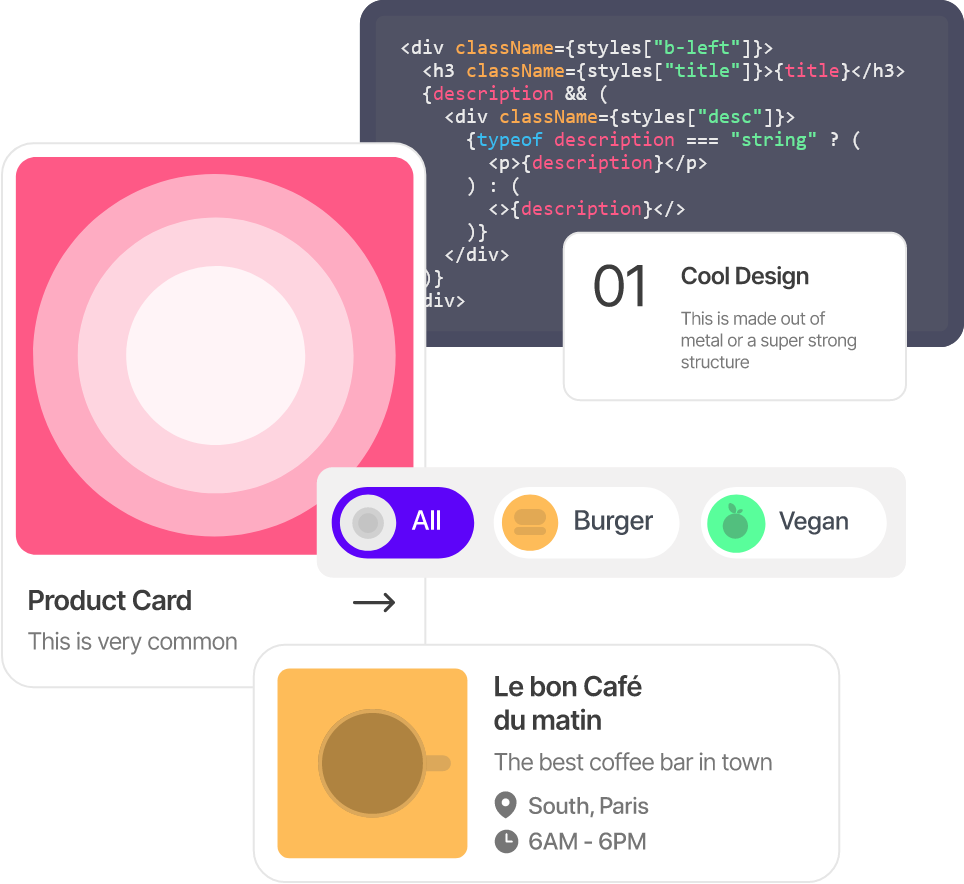 <div className={styles["b-left"]}>
<h3 className={styles["title"]}>{title}</h3>
{description && (
<div className={styles["desc"]}>
{typeof description === "string" ? (
<p>{description}</p>
) : (
<>{description}</>
)}
</div>
)}
div>
01
Cool Design
This is made out of
metal or a super strong
structure
All
Burger
Vegan
Product Card
This is very common
Le bon Café
du matin
The best coffee bar in town
South, Paris
6AM - 6PM